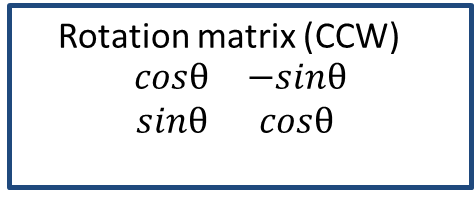 Rotation matrix (CCW)
cosθ −sinθ
sinθ cosθ